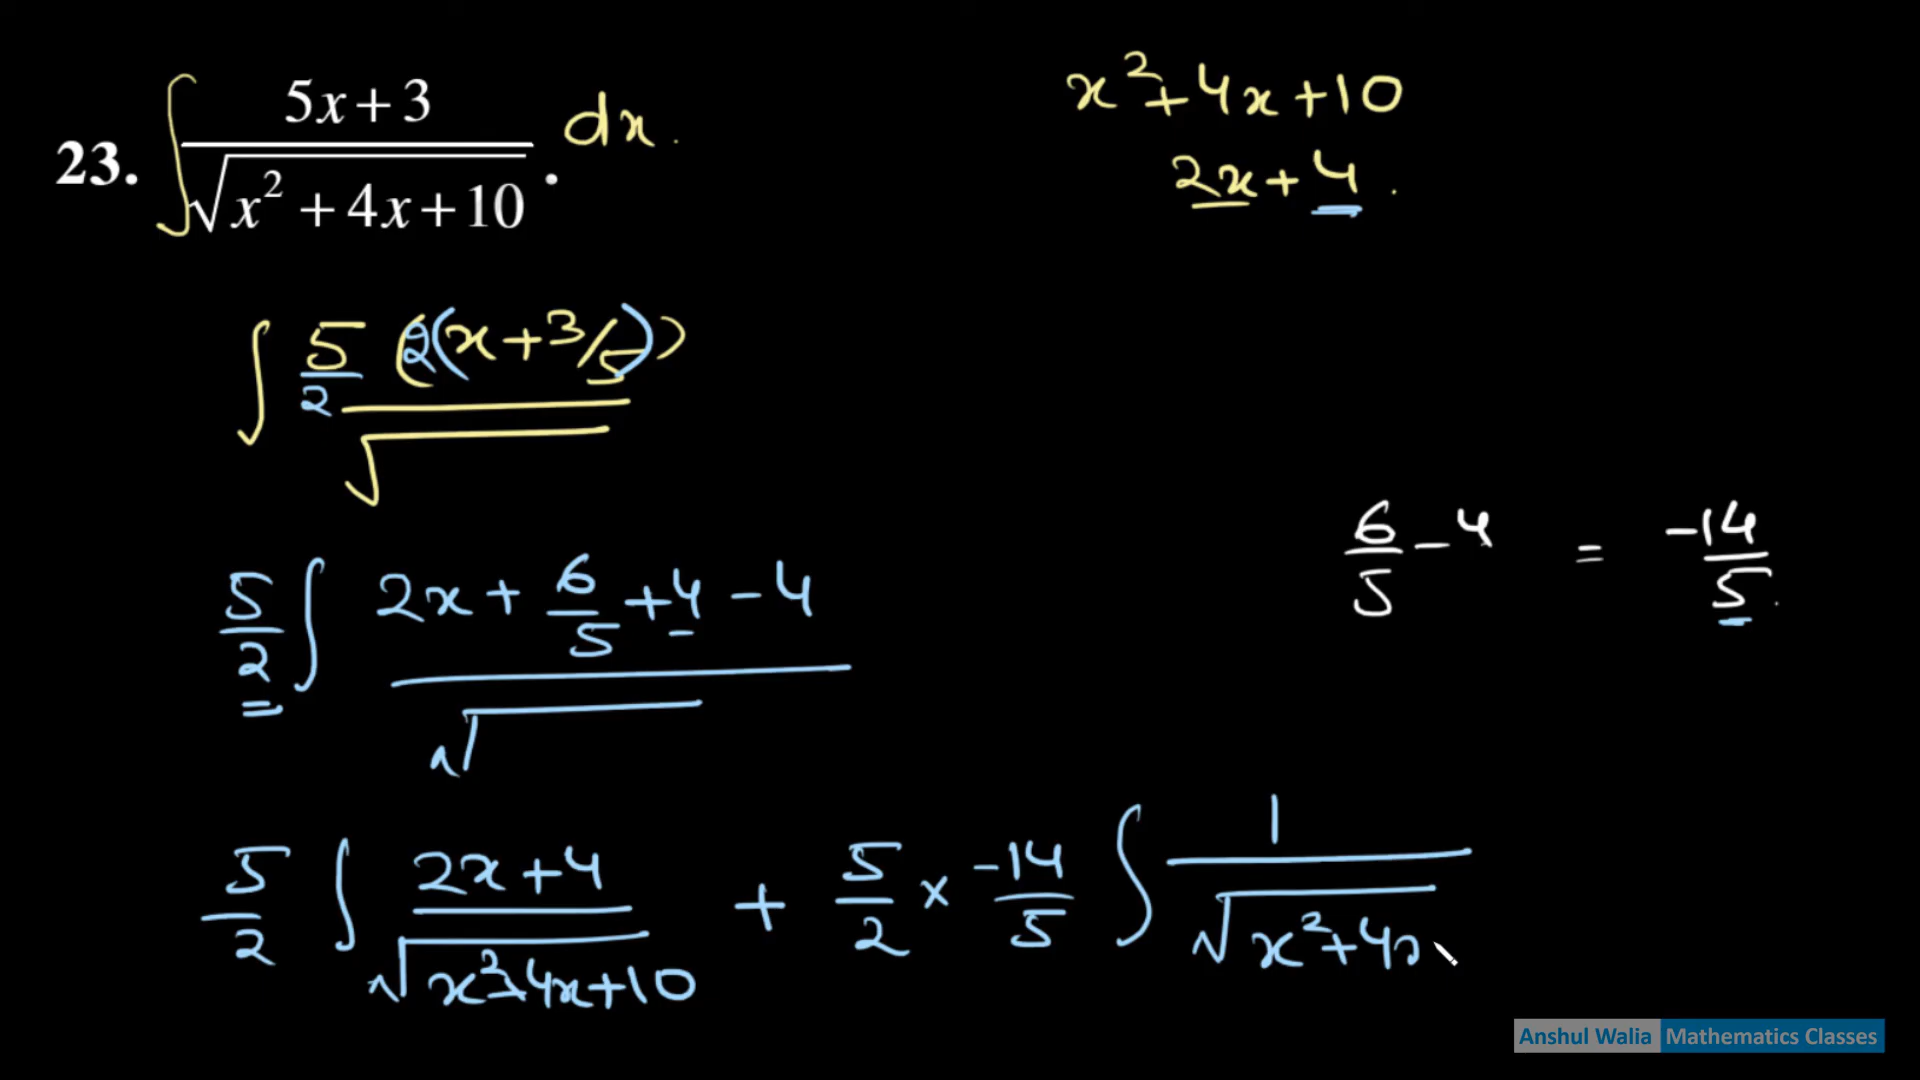 23. ∫ (5x+3)/√(x²+4x+10) . dx.
x²+4x+10
2x+4.
∫ 5/2 (2(x+3/5))/√
6/5 - 4 = -14/5.
5/2 ∫ (2x+6/5+4-4)/√
5/2 ∫ (2x+4)/√(x²+4x+10) + 5/2 × -14/5 ∫ 1/√(x²+4x
Anshul Walia Mathematics Classes